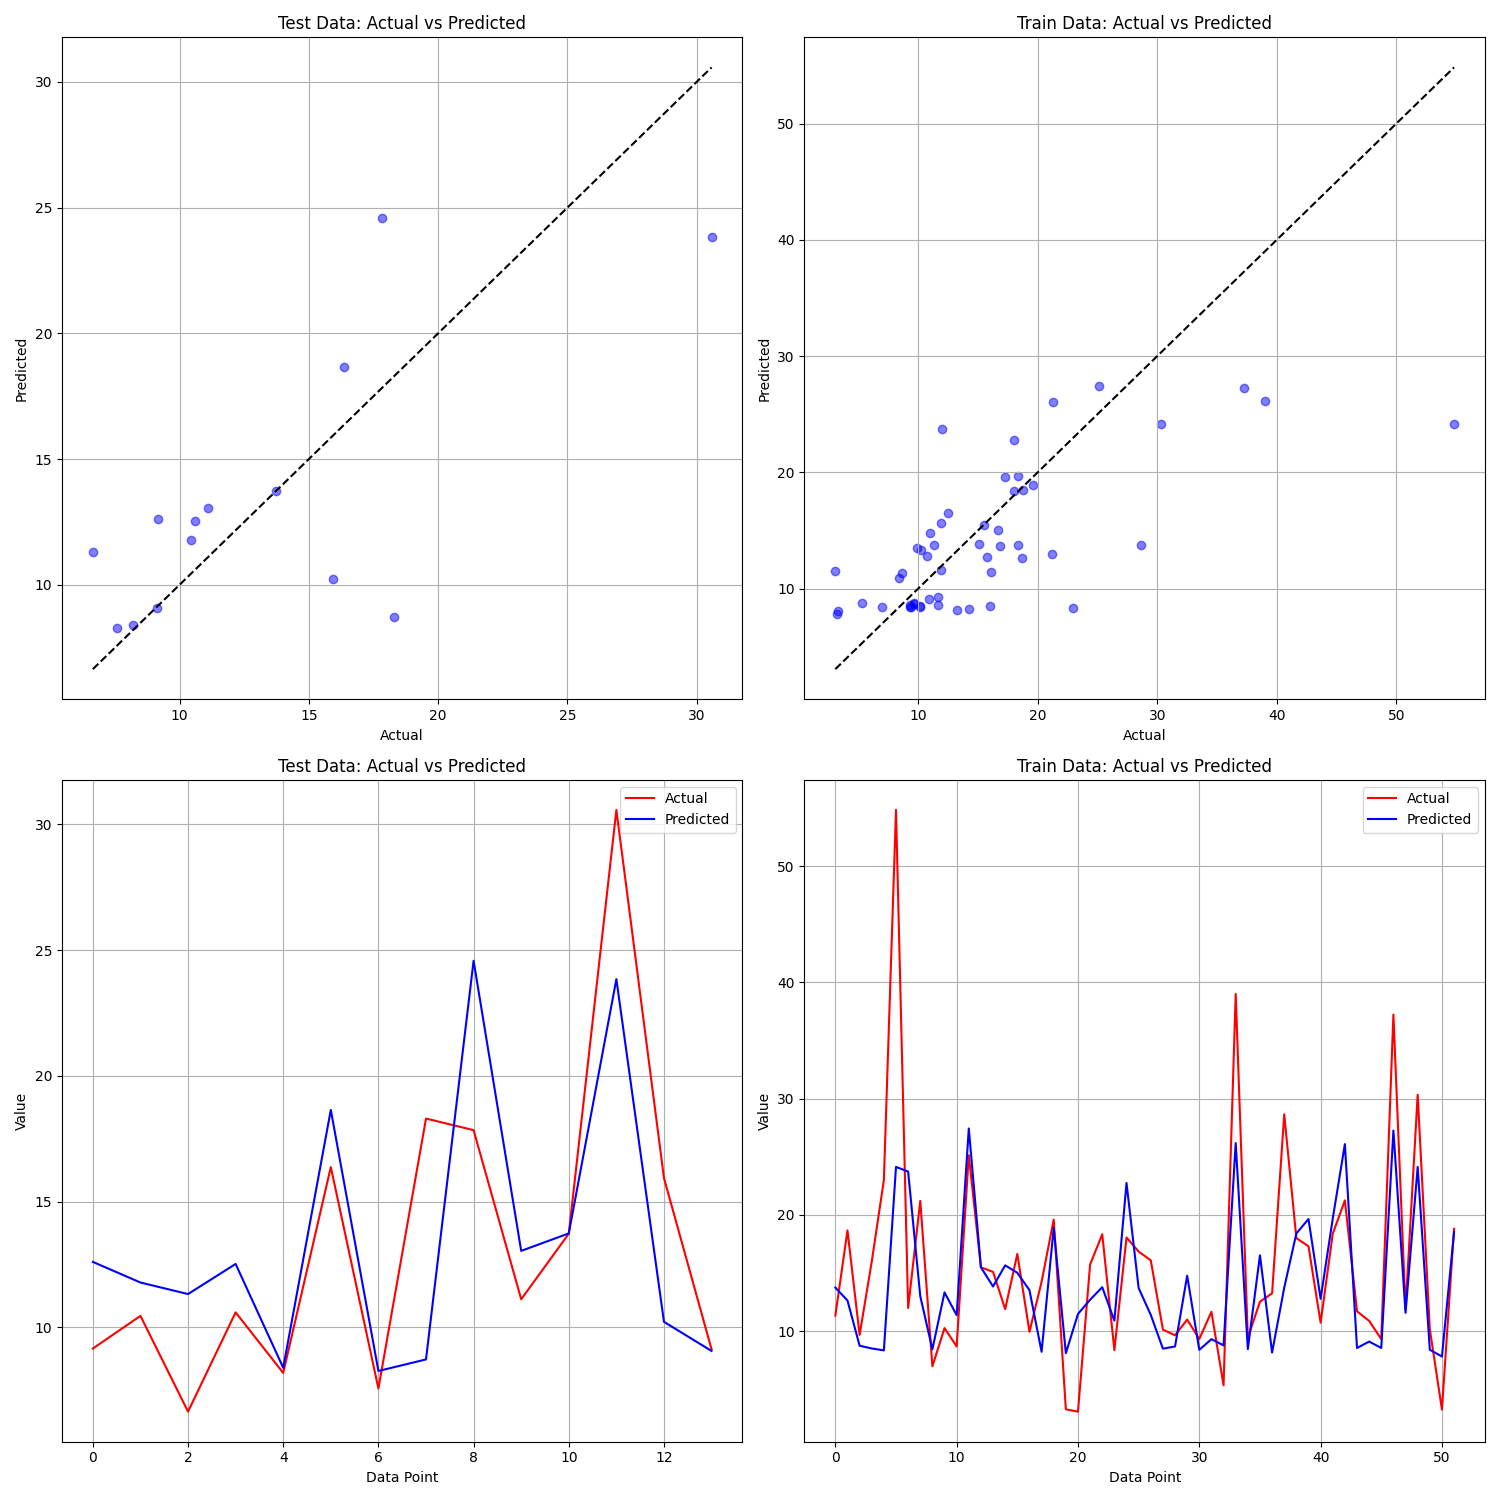 Test Data: Actual vs Predicted
30
25
20
15
10
Predicted
10 15 20 25 30
Actual
Train Data: Actual vs Predicted
50
40
30
20
10
Predicted
10 20 30 40 50
Actual
Test Data: Actual vs Predicted
Actual
Predicted
30
25
20
15
10
Value
0 2 4 6 8 10 12
Data Point
Train Data: Actual vs Predicted
Actual
Predicted
50
40
30
20
10
Value
0 10 20 30 40 50
Data Point